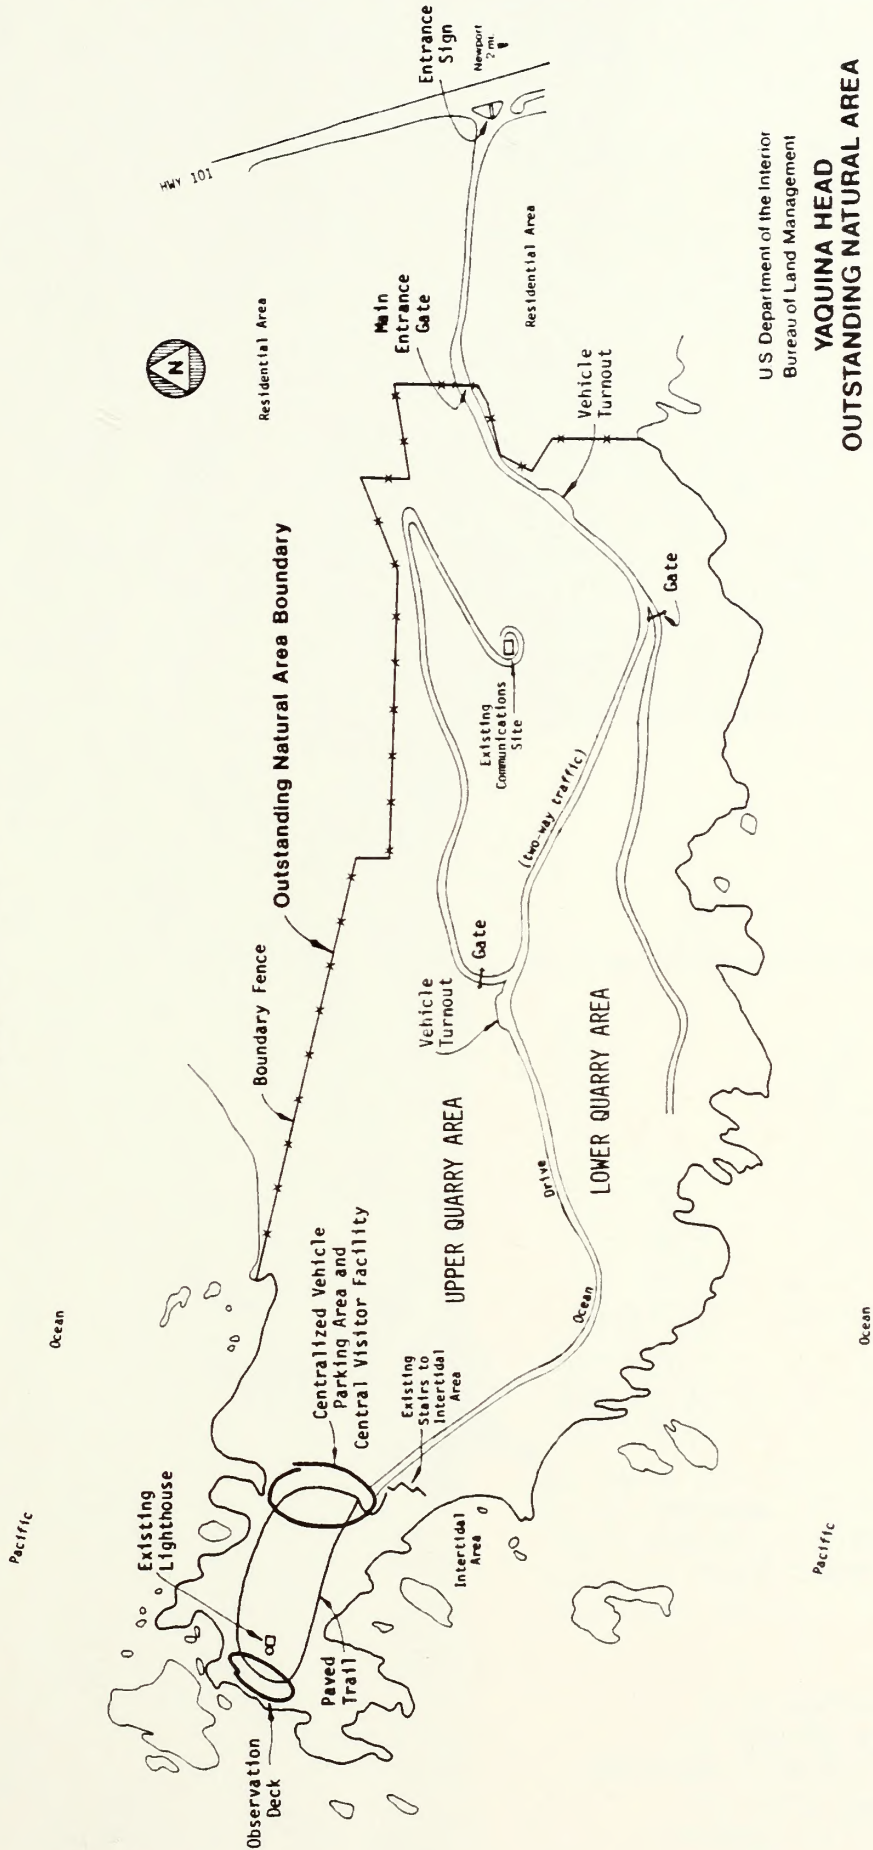 Pacific
Ocean
Existing
Lighthouse
Observation
Deck
Paved
Trail
Intertidal
Area
Centralized Vehicle
Parking Area and
Central Visitor Facility
Existing
Stairs to
Intertidal
Area
Boundary Fence
Outstanding Natural Area Boundary
UPPER QUARRY AREA
Vehicle
Turnout
Gate
Ocean
Drive
LOWER QUARRY AREA
(two-way traffic)
Existing
Communications
Site
Gate
Vehicle
Turnout
Main
Entrance
Gate
N
Residential Area
Residential Area
HWY 101
Entrance
Sign
Newport
2 mi.
Pacific
Ocean
US Department of the Interior
Bureau of Land Management
YAQUINA HEAD
OUTSTANDING NATURAL AREA